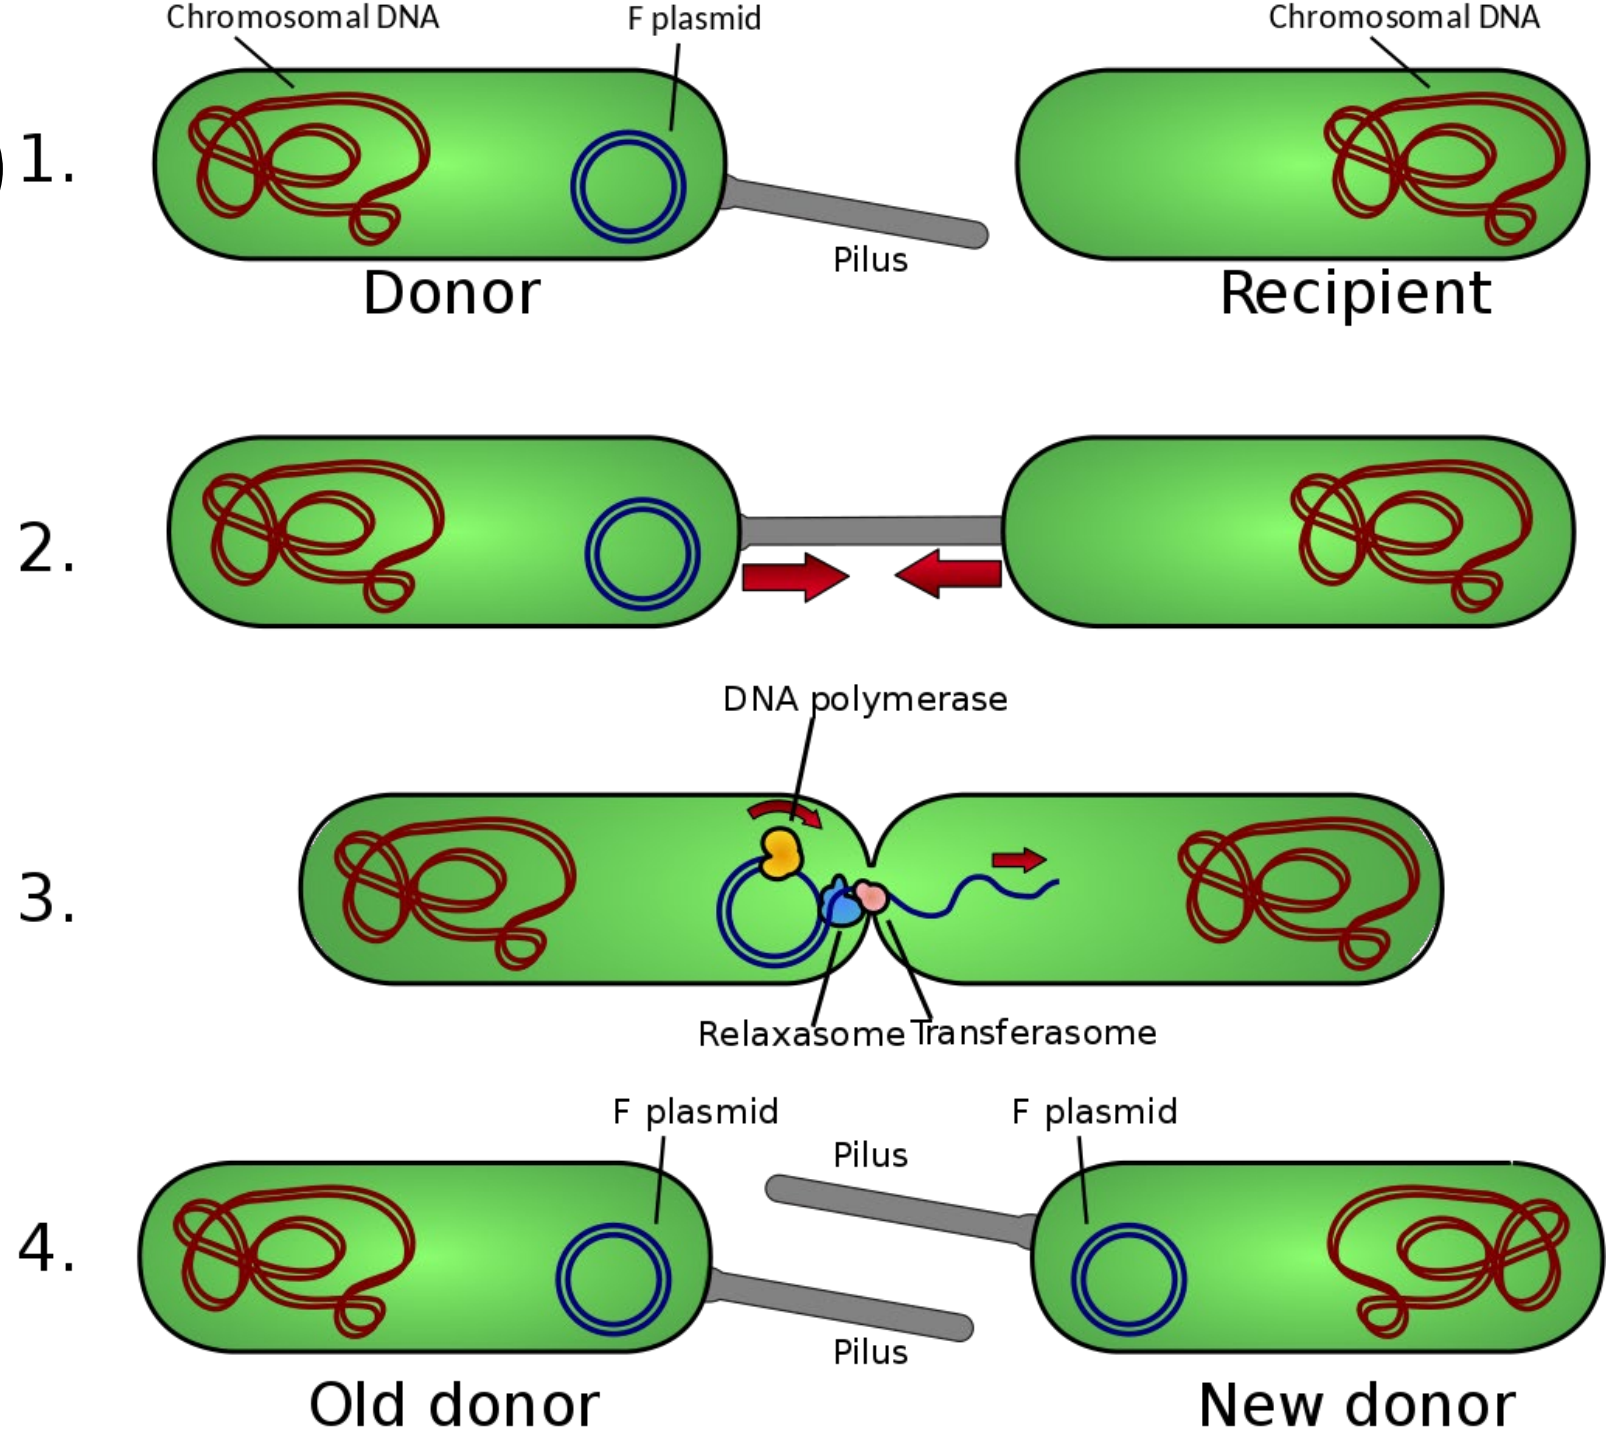 Chromosomal DNA
F plasmid
Chromosomal DNA
)1.
Pilus
Donor
Recipient
2.
DNA polymerase
3.
Relaxasome
Transferasome
F plasmid
F plasmid
Pilus
4.
Pilus
Old donor
New donor